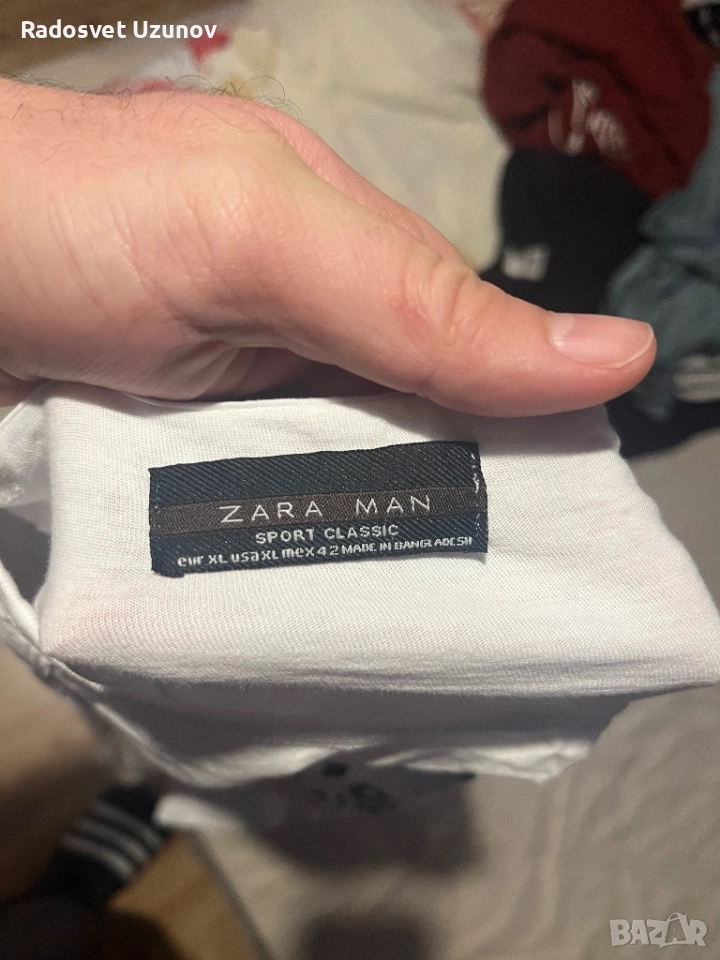 Radosvet Uzunov
ZARA MAN
SPORT CLASSIC
eur XL usa XL mex 42 MADE IN BANGLADESH
BAZAR